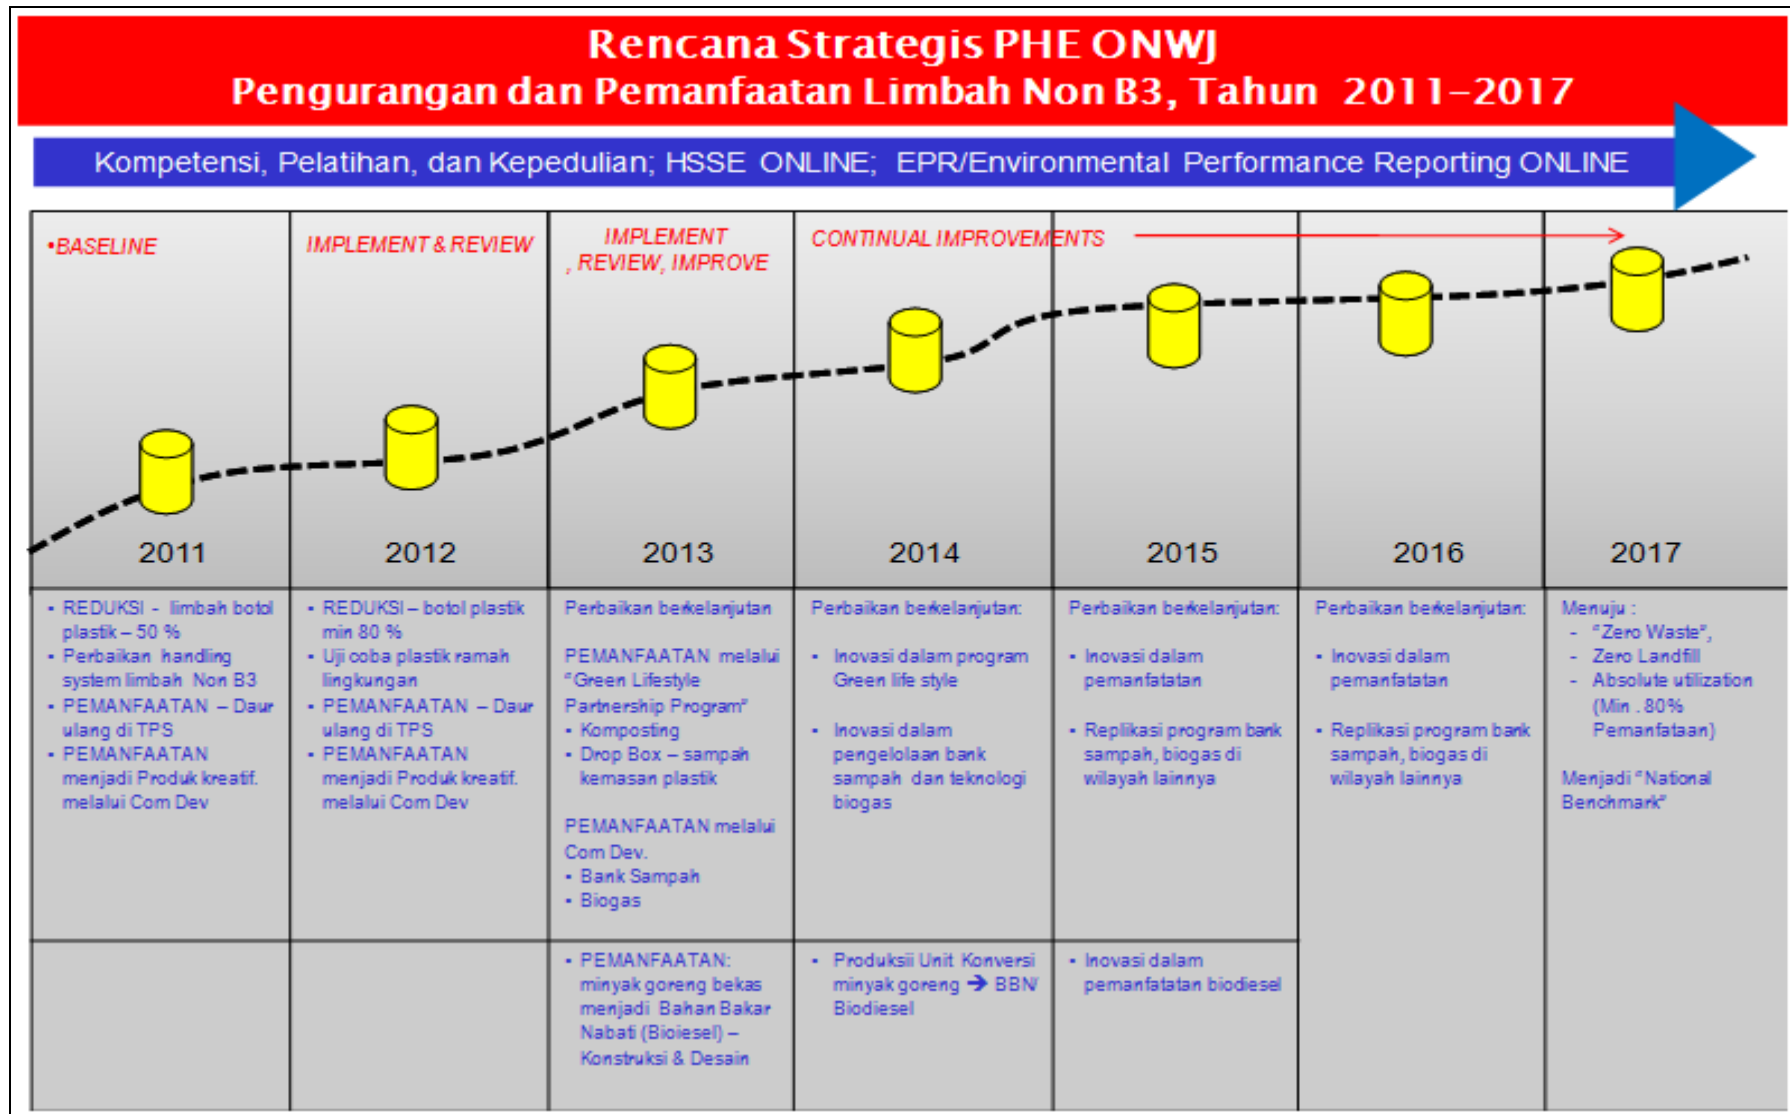 Rencana Strategis PHE ONWJ
Pengurangan dan Pemanfaatan Limbah Non B3, Tahun 2011-2017
Kompetensi, Pelatihan, dan Kepedulian; HSSE ONLINE; EPR/Environmental Performance Reporting ONLINE
•BASELINE
IMPLEMENT & REVIEW
IMPLEMENT
, REVIEW, IMPROVE
CONTINUAL IMPROVEMENTS
2011
2012
2013
2014
2015
2016
2017
▪ REDUKSI - limbah botol
plastik – 50 %
▪ Perbaikan handling
system limbah Non B3
▪ PEMANFAATAN – Daur
ulang di TPS
▪ PEMANFAATAN
menjadi Produk kreatif.
melalui Com Dev
▪ REDUKSI – botol plastik
min 80 %
▪ Uji coba plastik ramah
lingkungan
▪ PEMANFAATAN – Daur
ulang di TPS
▪ PEMANFAATAN
menjadi Produk kreatif.
melalui Com Dev
Perbaikan berkelanjutan
PEMANFAATAN melalui
“Green Lifestyle
Partnership Program”
▪ Komposting
▪ Drop Box – sampah
kemasan plastik
PEMANFAATAN melalui
Com Dev.
▪ Bank Sampah
▪ Biogas
Perbaikan berkelanjutan:
▪ Inovasi dalam program
Green life style
▪ Inovasi dalam
pengelolaan bank
sampah dan teknologi
biogas
Perbaikan berkelanjutan:
▪ Inovasi dalam
pemanfatatan
▪ Replikasi program bank
sampah, biogas di
wilayah lainnya
Perbaikan berkelanjutan:
▪ Inovasi dalam
pemanfatatan
▪ Replikasi program bank
sampah, biogas di
wilayah lainnya
Menuju :
- “Zero Waste”,
- Zero Landfill
- Absolute utilization
(Min . 80%
Pemanfataan)
Menjadi “National
Benchmark”
▪ PEMANFAATAN:
minyak goreng bekas
menjadi Bahan Bakar
Nabati (Bioiesel) –
Konstruksi & Desain
▪ Produksii Unit Konversi
minyak goreng ➔ BBN/
Biodiesel
▪ Inovasi dalam
pemanfatatan biodiesel